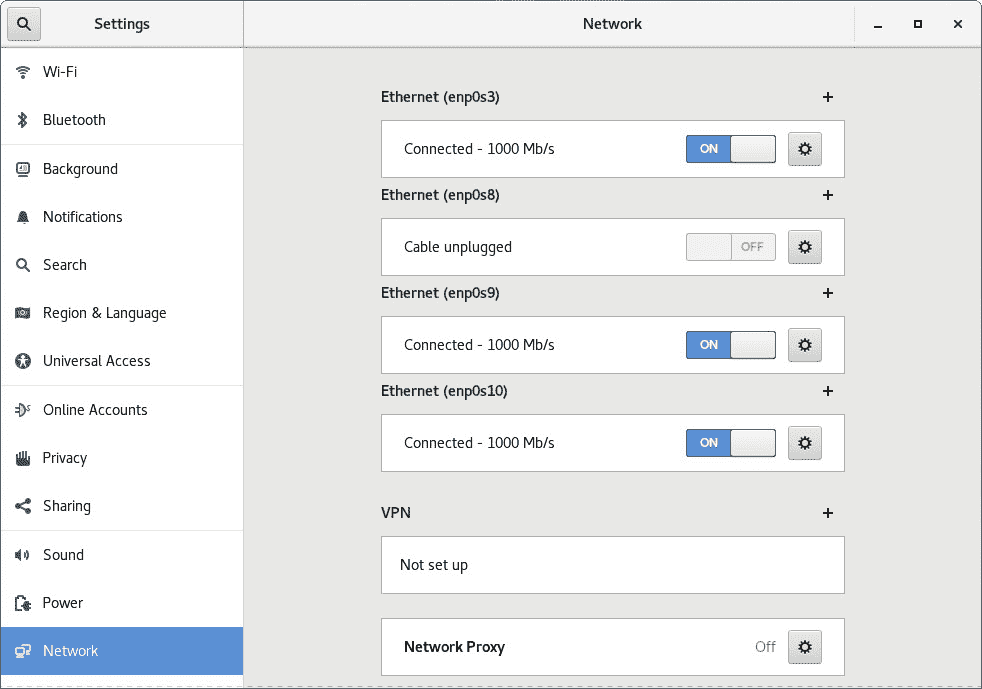 Settings
Network
Wi-Fi
Bluetooth
Background
Notifications
Search
Region & Language
Universal Access
Online Accounts
Privacy
Sharing
Sound
Power
Network
Ethernet (enp0s3)
Connected - 1000 Mb/s ON
Ethernet (enp0s8)
Cable unplugged OFF
Ethernet (enp0s9)
Connected - 1000 Mb/s ON
Ethernet (enp0s10)
Connected - 1000 Mb/s ON
VPN
Not set up
Network Proxy Off